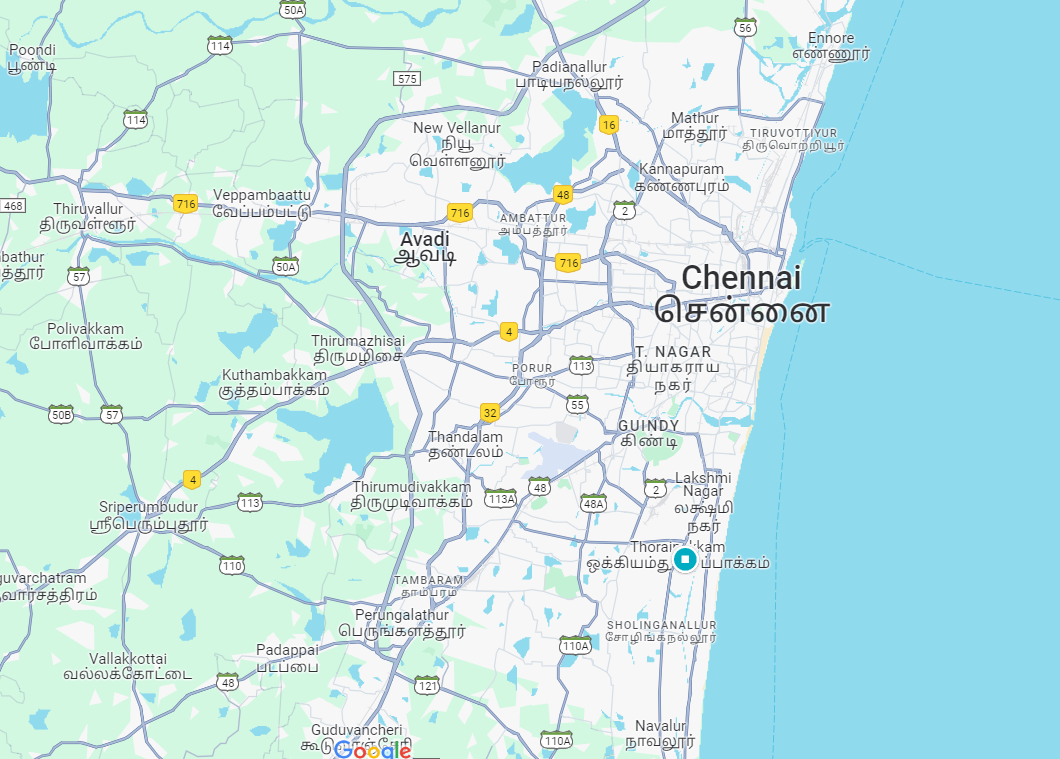 50A
56
Ennore
எண்ணூர்
Poondi
பூண்டி
114
Padianallur
பாடியநல்லூர்
575
114
New Vellanur
நியூ
வெள்ளனூர்
16
Mathur
மாத்தூர்
TIRUVOTTIYUR
திருவொற்றியூர்
Kannapuram
கண்ணபுரம்
468
Thiruvallur
திருவள்ளூர்
716
Veppambaattu
வேப்பம்பட்டு
716
48
AMBATTUR
அம்பத்தூர்
2
Avadi
ஆவடி
50A
57
716
Chennai
சென்னை
Polivakkam
போளிவாக்கம்
Thirumazhisai
திருமழிசை
4
T. NAGAR
தியாகராய
நகர்
PORUR
போரூர்
113
Kuthambakkam
குத்தம்பாக்கம்
50B
57
32
55
GUINDY
கிண்டி
Thandalam
தண்டலம்
4
Thirumudivakkam
திருமுடிவாக்கம்
113A
48
48A
2
Lakshmi
Nagar
லக்ஷ்மி
நகர்
Sriperumbudur
ஸ்ரீபெரும்புதூர்
113
110
TAMBARAM
தாம்பரம்
Perungalathur
பெருங்களத்தூர்
SHOLINGANALLUR
சோழிங்கநல்லூர்
110A
Vallakkottai
வல்லக்கோட்டை
Padappai
படப்பை
48
121
Guduvancheri
Google
110A
Navalur
நாவலூர்